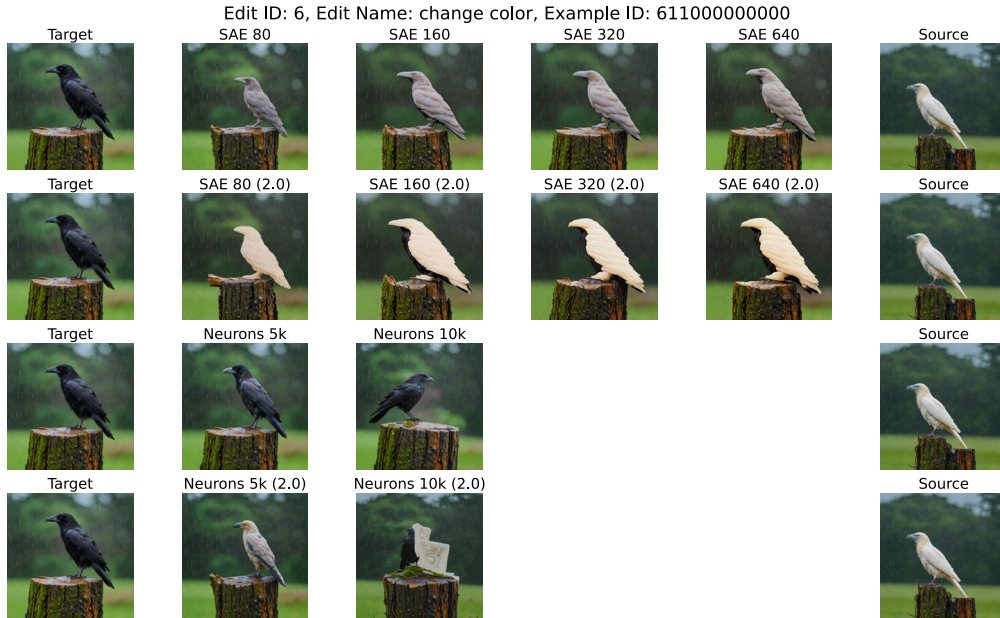 Edit ID: 6, Edit Name: change color, Example ID: 611000000000
Target SAE 80 SAE 160 SAE 320 SAE 640 Source
Target SAE 80 (2.0) SAE 160 (2.0) SAE 320 (2.0) SAE 640 (2.0) Source
Target Neurons 5k Neurons 10k Source
Target Neurons 5k (2.0) Neurons 10k (2.0) Source